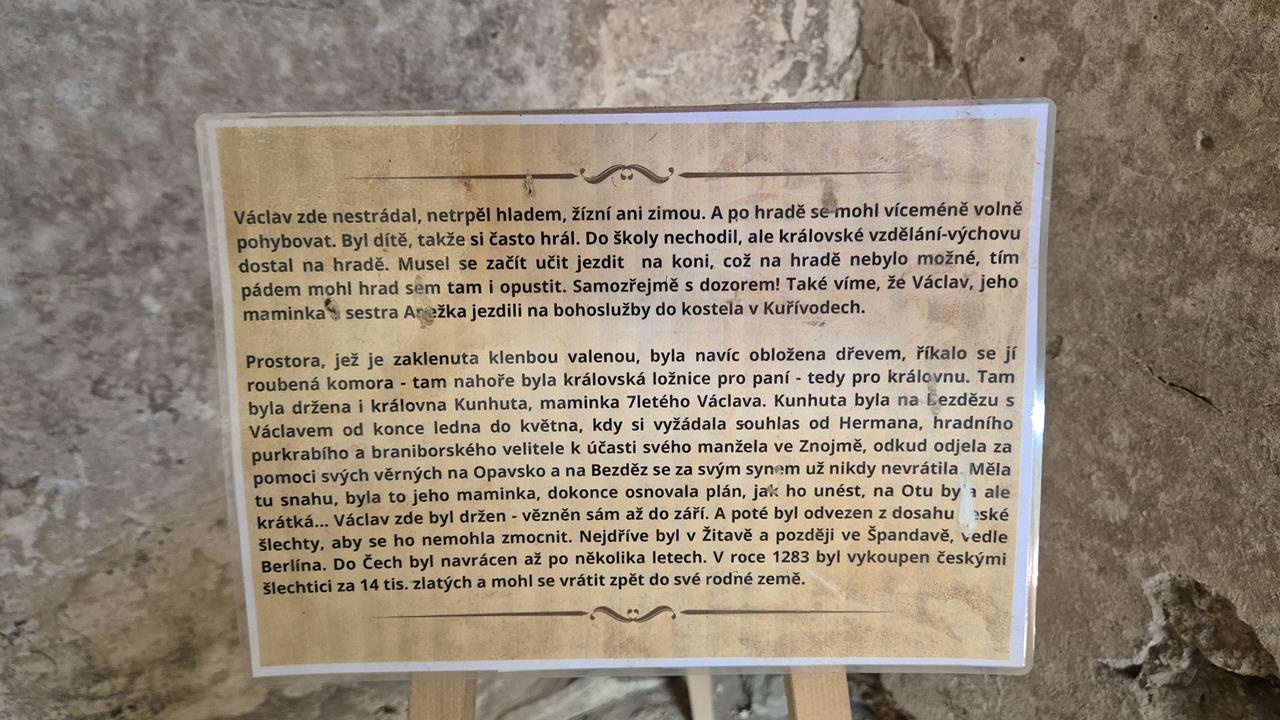 Václav zde nestrádal, netrpěl hladem, žízní ani zimou. A po hradě se mohl víceméně volně
pohybovat. Byl dítě, takže si často hrál. Do školy nechodil, ale královské vzdělání-výchovu
dostal na hradě. Musel se začít učit jezdit na koni, což na hradě nebylo možné, tím
pádem mohl hrad sem tam i opustit. Samozřejmě s dozorem! Také víme, že Václav, jeho
maminka sestra Anežka jezdili na bohoslužby do kostela v Kuřívodech.
Prostora, jež je zaklenuta klenbou valenou, byla navíc obložena dřevem, říkalo se jí
roubená komora - tam nahoře byla královská ložnice pro paní - tedy pro královnu. Tam
byla držena i královna Kunhuta, maminka 7letého Václava. Kunhuta byla na Bezdězu s
Václavem od konce ledna do května, kdy si vyžádala souhlas od Hermana, hradního
purkrabího a braniborského velitele k účasti svého manžela ve Znojmě, odkud odjela za
pomoci svých věrných na Opavsko a na Bezděz se za svým synem už nikdy nevrátila. Měla
tu snahu, byla to jeho maminka, dokonce osnovala plán, jak ho unést, na Otu byla ale
krátká... Václav zde byl držen - vězněn sám až do září. A poté byl odvezen z dosahu české
šlechty, aby se ho nemohla zmocnit. Nejdříve byl v Žitavě a později ve Špandavě, vedle
Berlína. Do Čech byl navrácen až po několika letech. V roce 1283 byl vykoupen českými
šlechtici za 14 tis. zlatých a mohl se vrátit zpět do své rodné země.